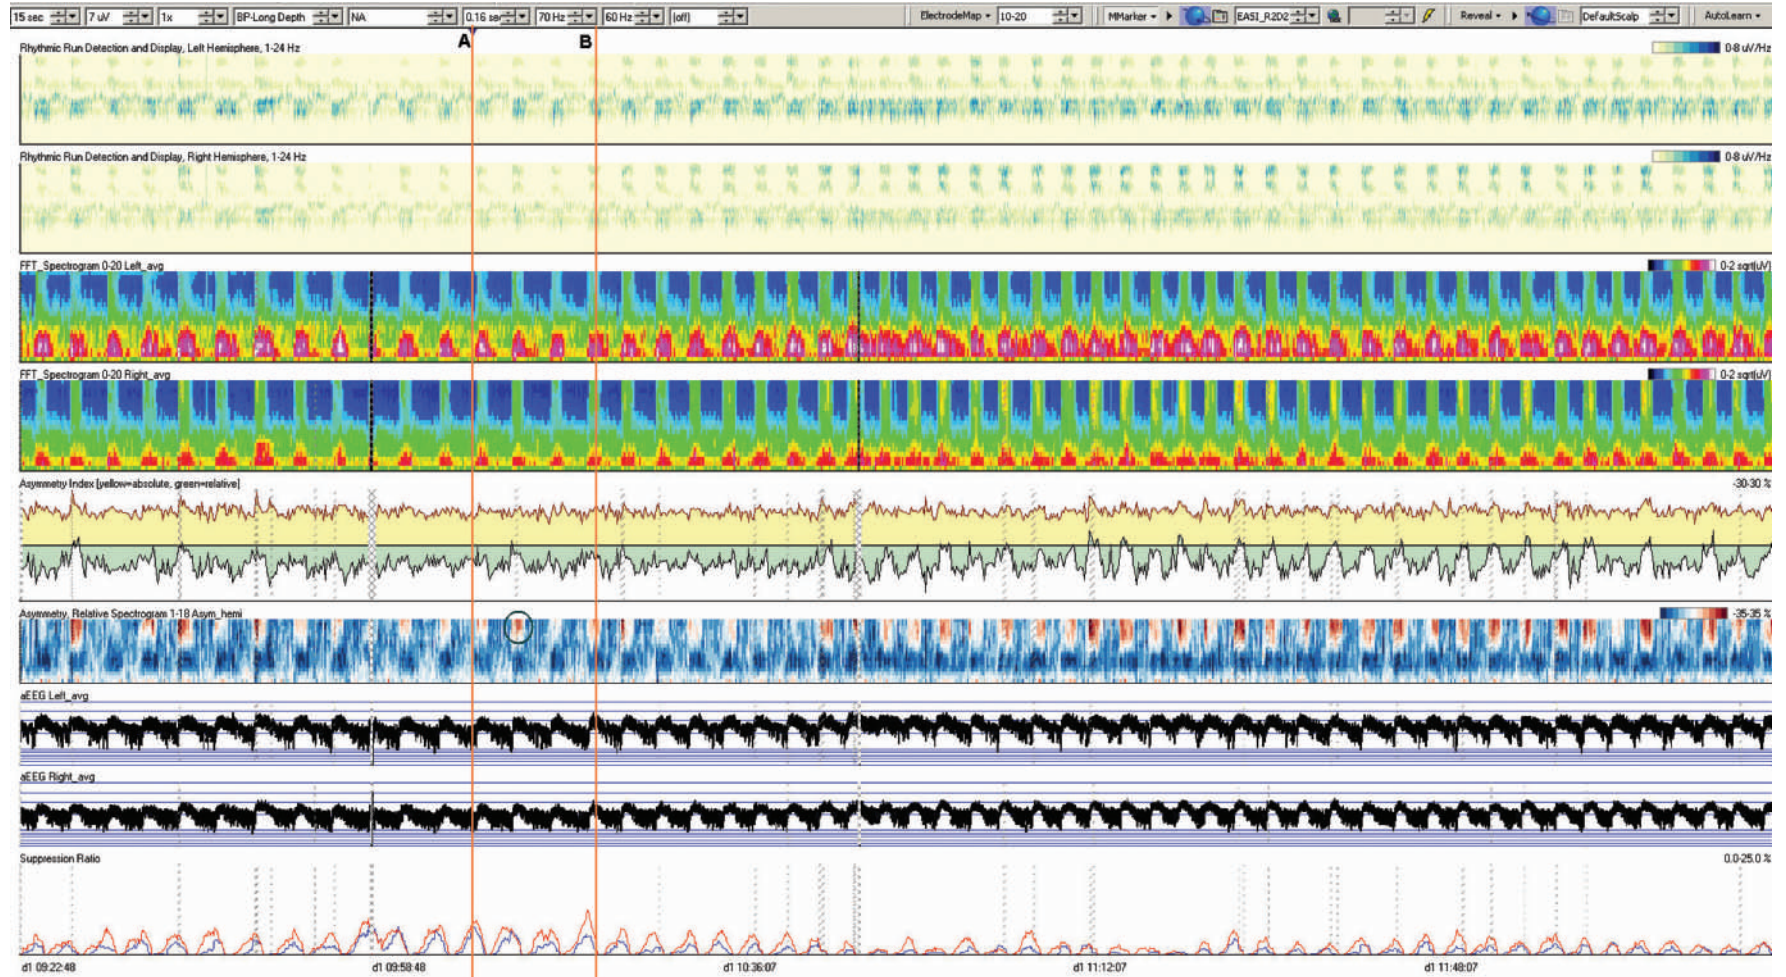 15 sec 7 uV 1x BP-Long Depth NA 0.16 se 70 Hz 60 Hz (off) ElectrodeMap 10-20 MMarker EASI_R2D2 Reveal DefaultScalp AutoLearn
A B
Rhythmic Run Detection and Display, Left Hemisphere, 1-24 Hz 0-8 uV/Hz
Rhythmic Run Detection and Display, Right Hemisphere, 1-24 Hz 0-8 uV/Hz
FFT_Spectrogram 0-20 Left_avg 0-2 sqrt(uV)
FFT_Spectrogram 0-20 Right_avg 0-2 sqrt(uV)
Asymmetry Index [yellow=absolute, green=relative] -30-30 %
Asymmetry, Relative Spectrogram 1-18 Asym_hemi -35-35 %
aEEG Left_avg
aEEG Right_avg
Suppression Ratio 0.0-25.0 %
d1 09:22:48 d1 09:58:48 d1 10:36:07 d1 11:12:07 d1 11:48:07